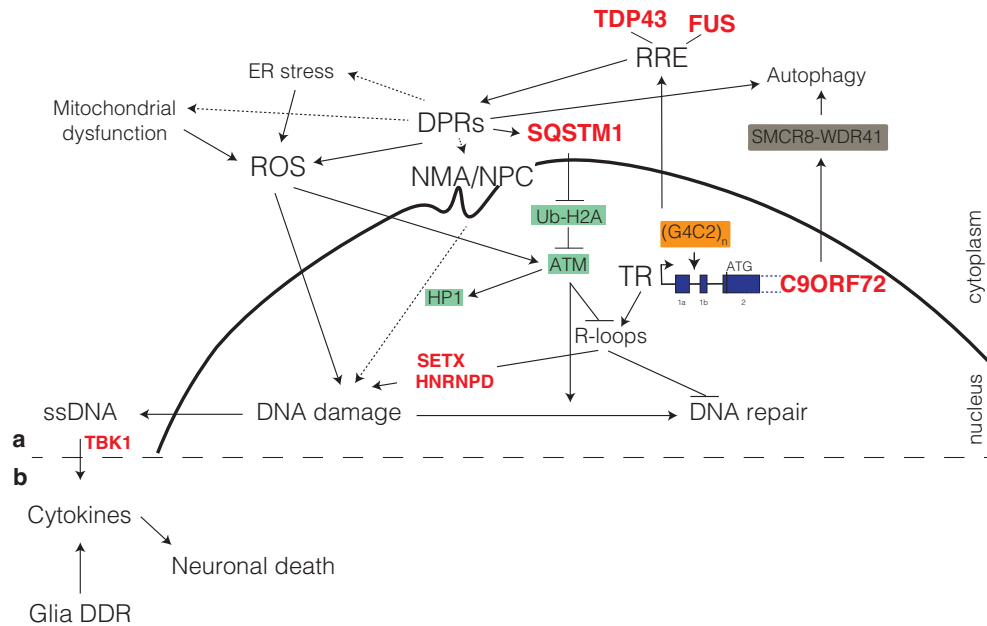 TDP43
FUS
RRE
ER stress
Autophagy
Mitochondrial
dysfunction
DPRs
SQSTM1
SMCR8-WDR41
ROS
NMA/NPC
Ub-H2A
(G4C2)n
ATM
TR
ATG
C9ORF72
HP1
1a
1b
2
R-loops
cytoplasm
SETX
HNRNPD
ssDNA
DNA damage
DNA repair
nucleus
a
TBK1
b
Cytokines
Neuronal death
Glia DDR